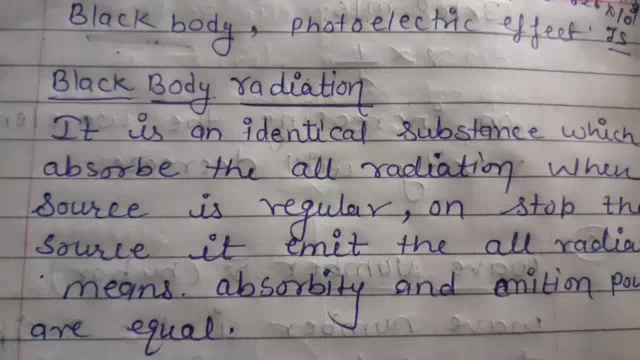 Black body, photoelectric effect. Is
Black Body radiation
It is an identical substance which
absorbe the all radiation when
source is regular, on stop the
source it emit the all radia
means. absorbity and emition pow
are equal.